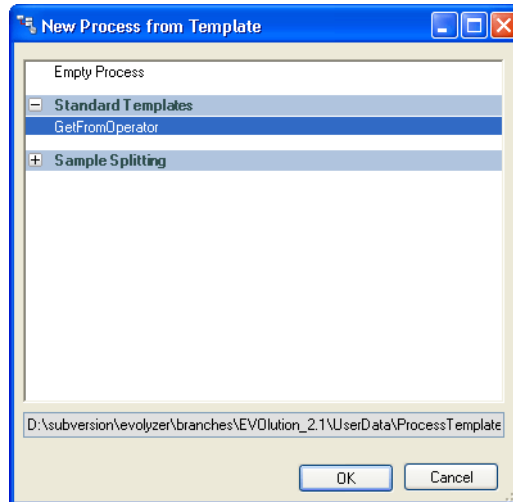 New Process from Template
Empty Process
Standard Templates
GetFromOperator
Sample Splitting
D:\subversion\evolyzer\branches\EVOlution_2.1\UserData\ProcessTemplate
OK
Cancel